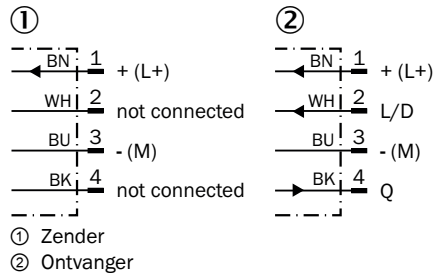 ① ②
BN 1 + (L+)
WH 2 not connected
BU 3 - (M)
BK 4 not connected
BN 1 + (L+)
WH 2 L/D
BU 3 - (M)
BK 4 Q
① Zender
② Ontvanger